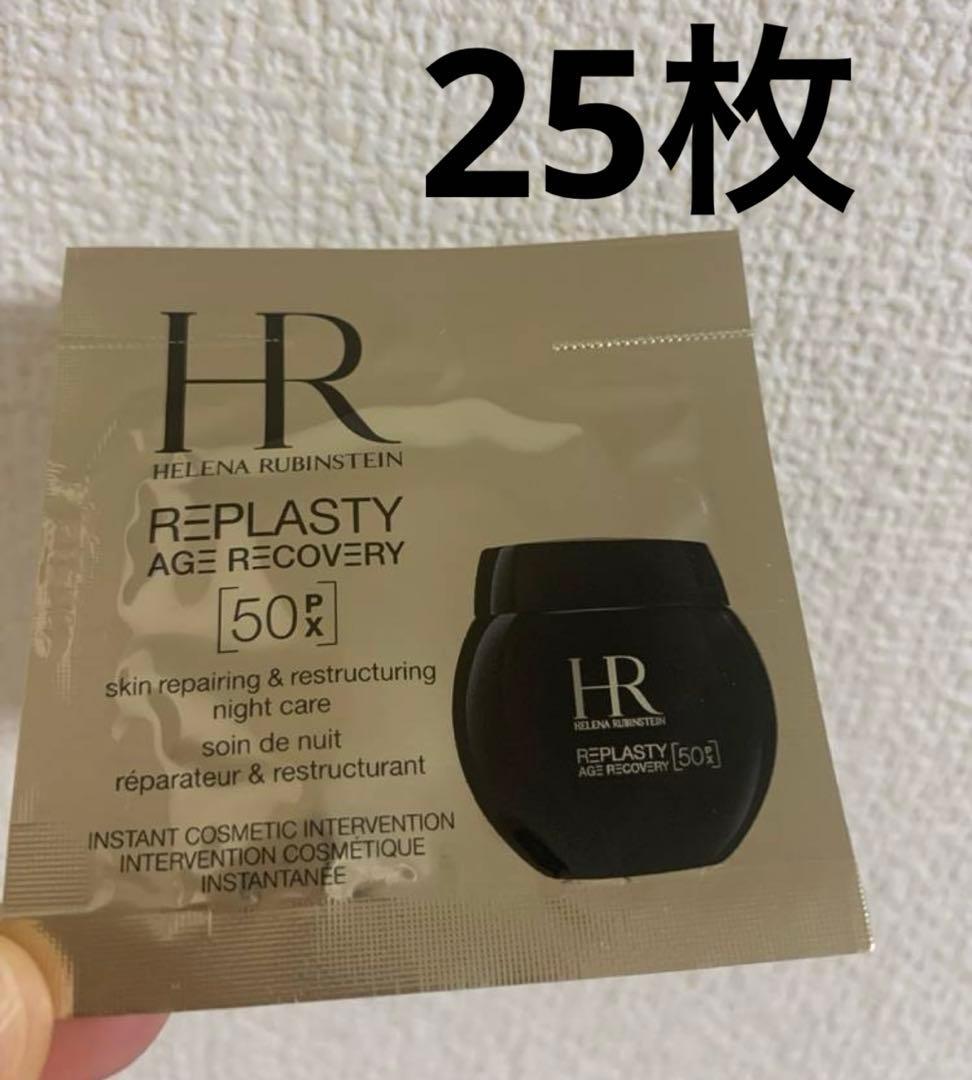 25枚
HR
HELENA RUBINSTEIN
REPLASTY
AGE RECOVERY
[50 PX]
skin repairing & restructuring
night care
soin de nuit
réparateur & restructurant
INSTANT COSMETIC INTERVENTION
INTERVENTION COSMÉTIQUE
INSTANTANÉE
HR
HELENA RUBINSTEIN
REPLASTY
AGE RECOVERY [50 PX]